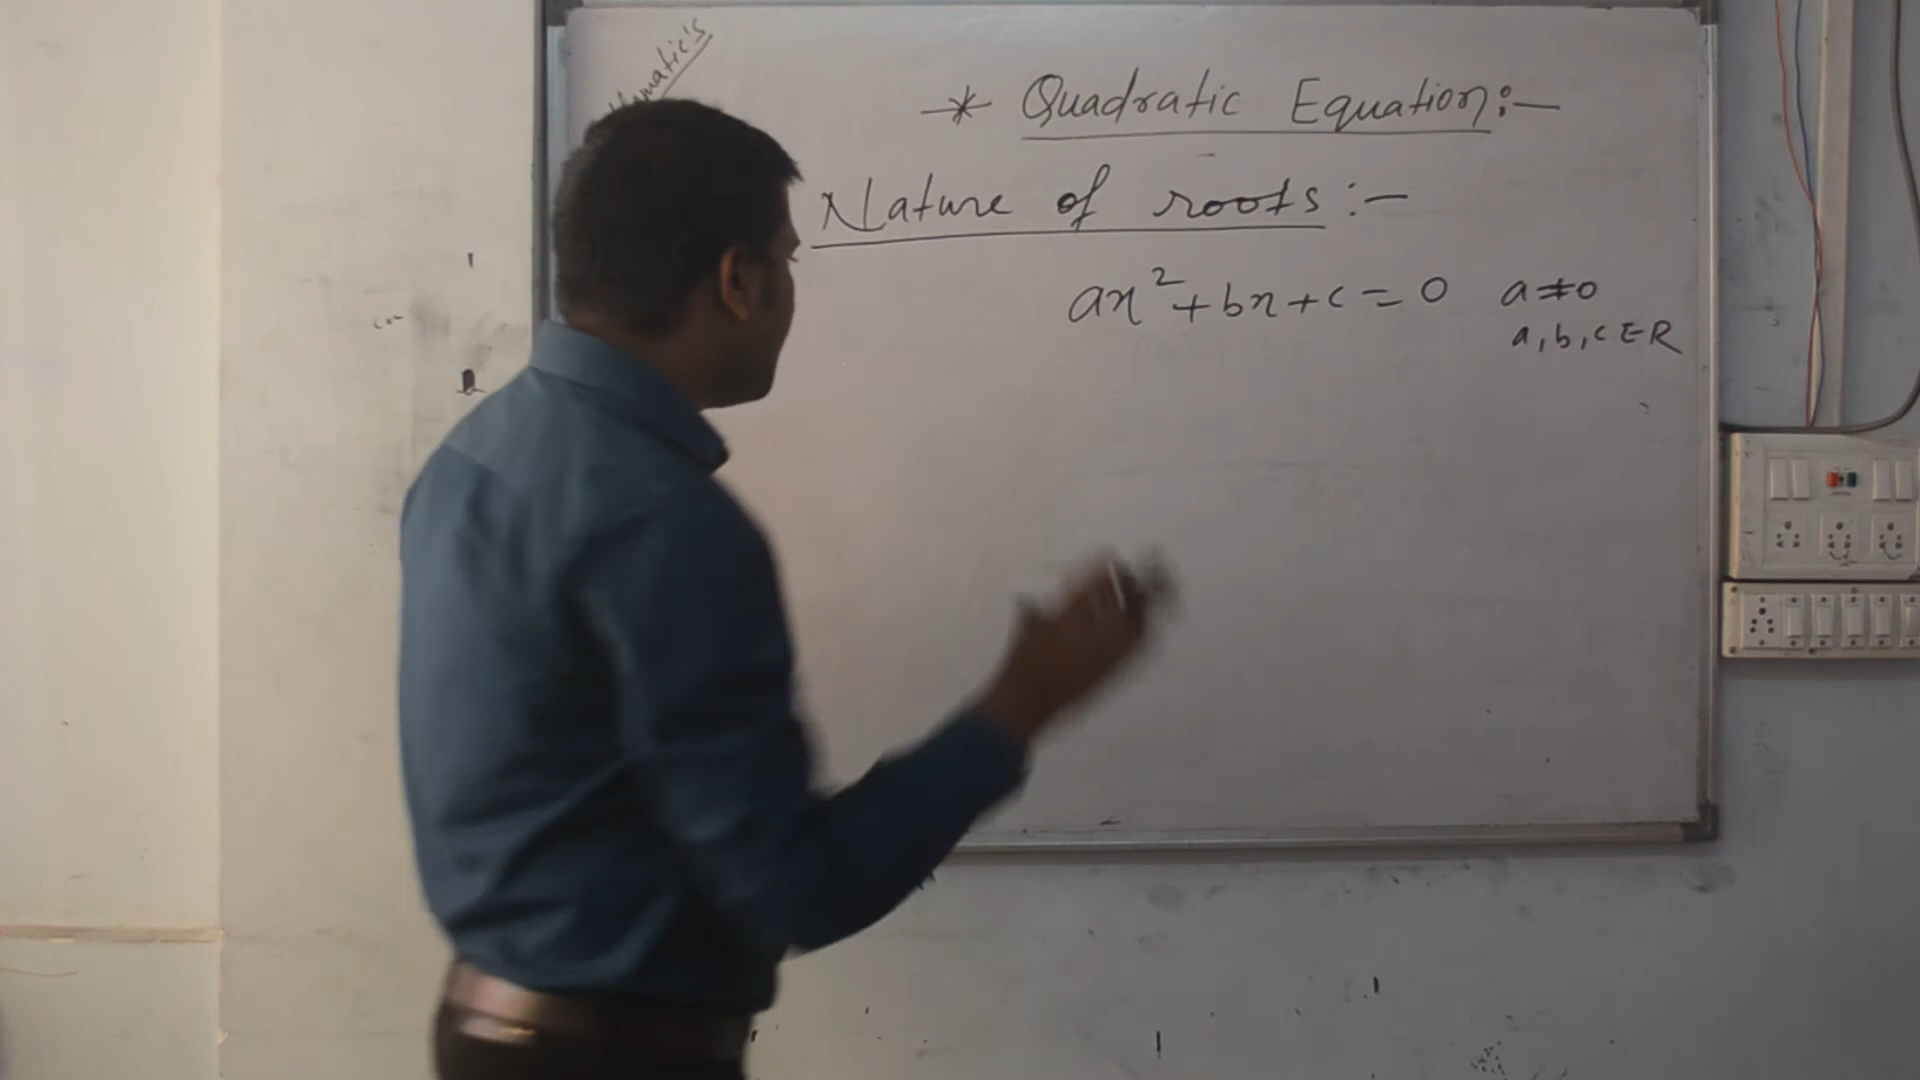 * Quadratic Equation:-
Nature of roots :-
ax²+bx+c=0 a≠0
a,b,c ∈ R